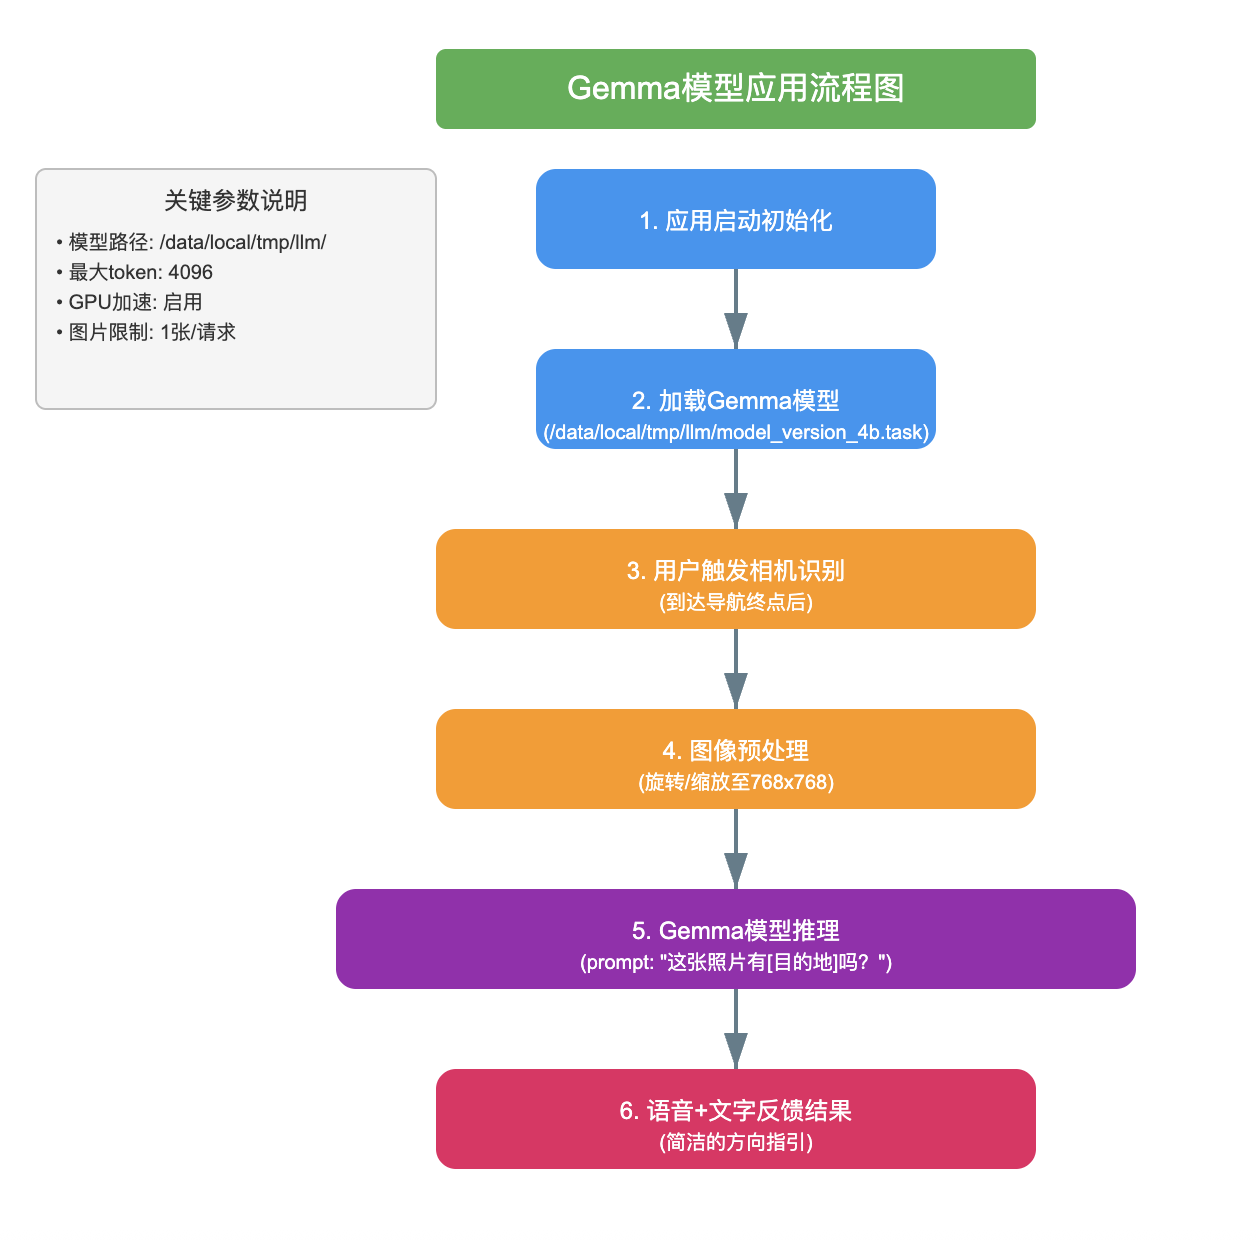 Gemma模型应用流程图
关键参数说明
• 模型路径: /data/local/tmp/llm/
• 最大token: 4096
• GPU加速: 启用
• 图片限制: 1张/请求
1. 应用启动初始化
2. 加载Gemma模型
(/data/local/tmp/llm/model_version_4b.task)
3. 用户触发相机识别
(到达导航终点后)
4. 图像预处理
(旋转/缩放至768x768)
5. Gemma模型推理
(prompt: "这张照片有[目的地]吗？")
6. 语音+文字反馈结果
(简洁的方向指引)